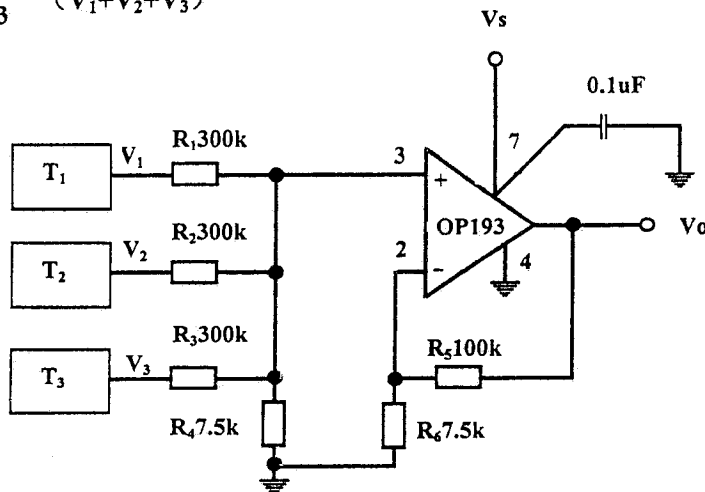 3 (V₁+V₂+V₃)
Vs
0.1uF
R₁300k
V₁
T₁
3
7
+
R₂300k
V₂
T₂
OP193
Vo
2
4
-
R₃300k
V₃
T₃
R₅100k
R₄7.5k
R₆7.5k